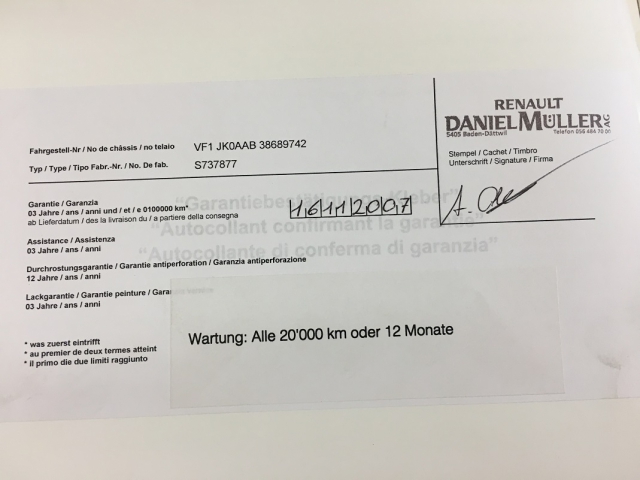 RENAULT
DANIEL MÜLLER AG
5405 Baden-Dättwil Telefon 056 484 70 00
Fahrgestell-Nr / No de châssis / no telaio VF1 JK0AAB 38689742
Typ / Type / Tipo Fabr.-Nr. / No. De fab. S737877
Stempel / Cachet / Timbro
Unterschrift / Signature / Firma
Garantie / Garanzia
03 Jahre / ans / anni und / et / e 0100000 km*
ab Lieferdatum / des la livraison du / a partiere della consegna
16112007
"Garantiebestätigungs-Kleber"
"Autocollant confirmant la garantie"
"Autocollante di conferma di garanzia"
Assistance / Assistenza
03 Jahre / ans / anni
Durchrostungsgarantie / Garantie antiperforation / Garanzia antiperforazione
12 Jahre / ans / anni
Lackgarantie / Garantie peinture / Gara
03 Jahre / ans / anni
Wartung: Alle 20'000 km oder 12 Monate
* was zuerst eintrifft
* au premier de deux termes atteint
* il primo die due limiti raggiunto